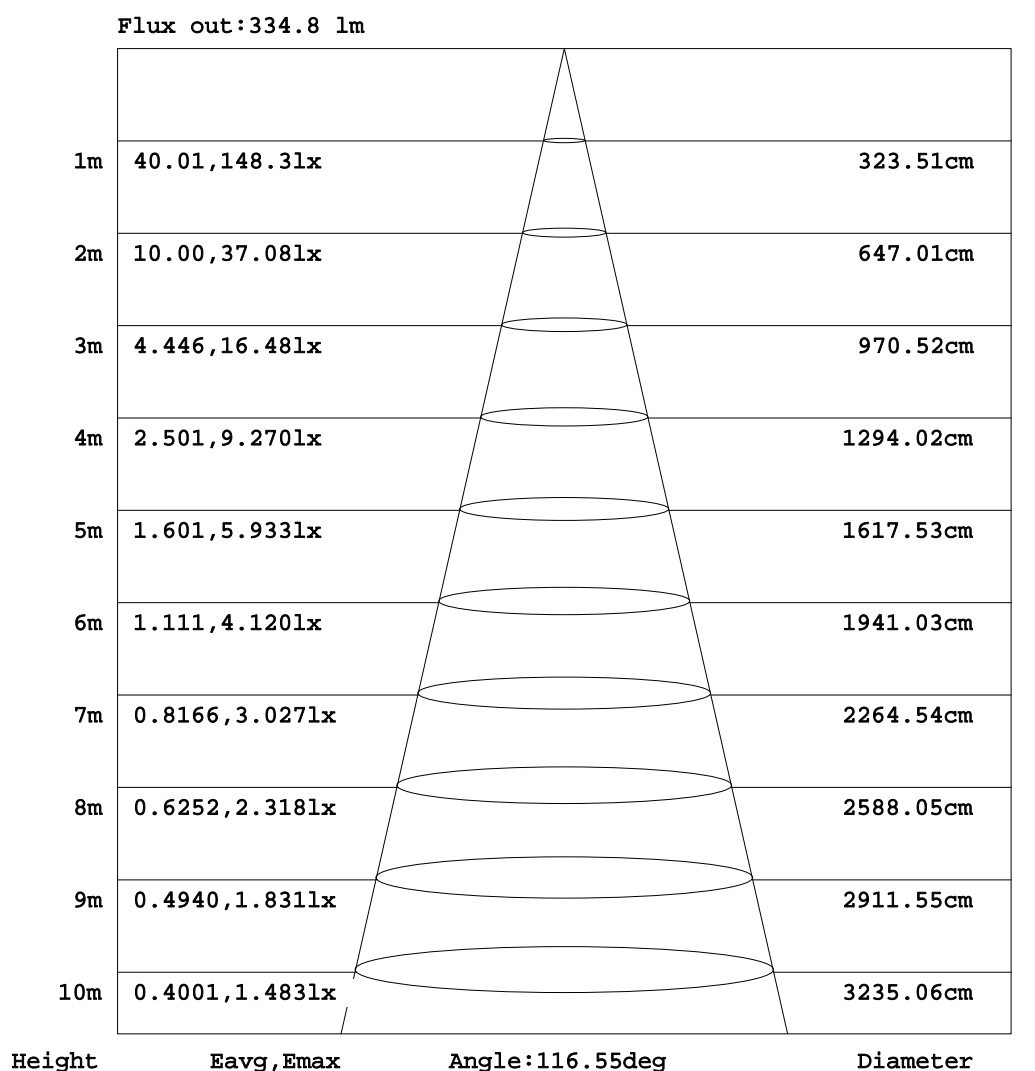 Flux out:334.8 lm
1m 40.01,148.3lx 323.51cm
2m 10.00,37.08lx 647.01cm
3m 4.446,16.48lx 970.52cm
4m 2.501,9.270lx 1294.02cm
5m 1.601,5.933lx 1617.53cm
6m 1.111,4.120lx 1941.03cm
7m 0.8166,3.027lx 2264.54cm
8m 0.6252,2.318lx 2588.05cm
9m 0.4940,1.831lx 2911.55cm
10m 0.4001,1.483lx 3235.06cm
Height Eavg,Emax Angle:116.55deg Diameter